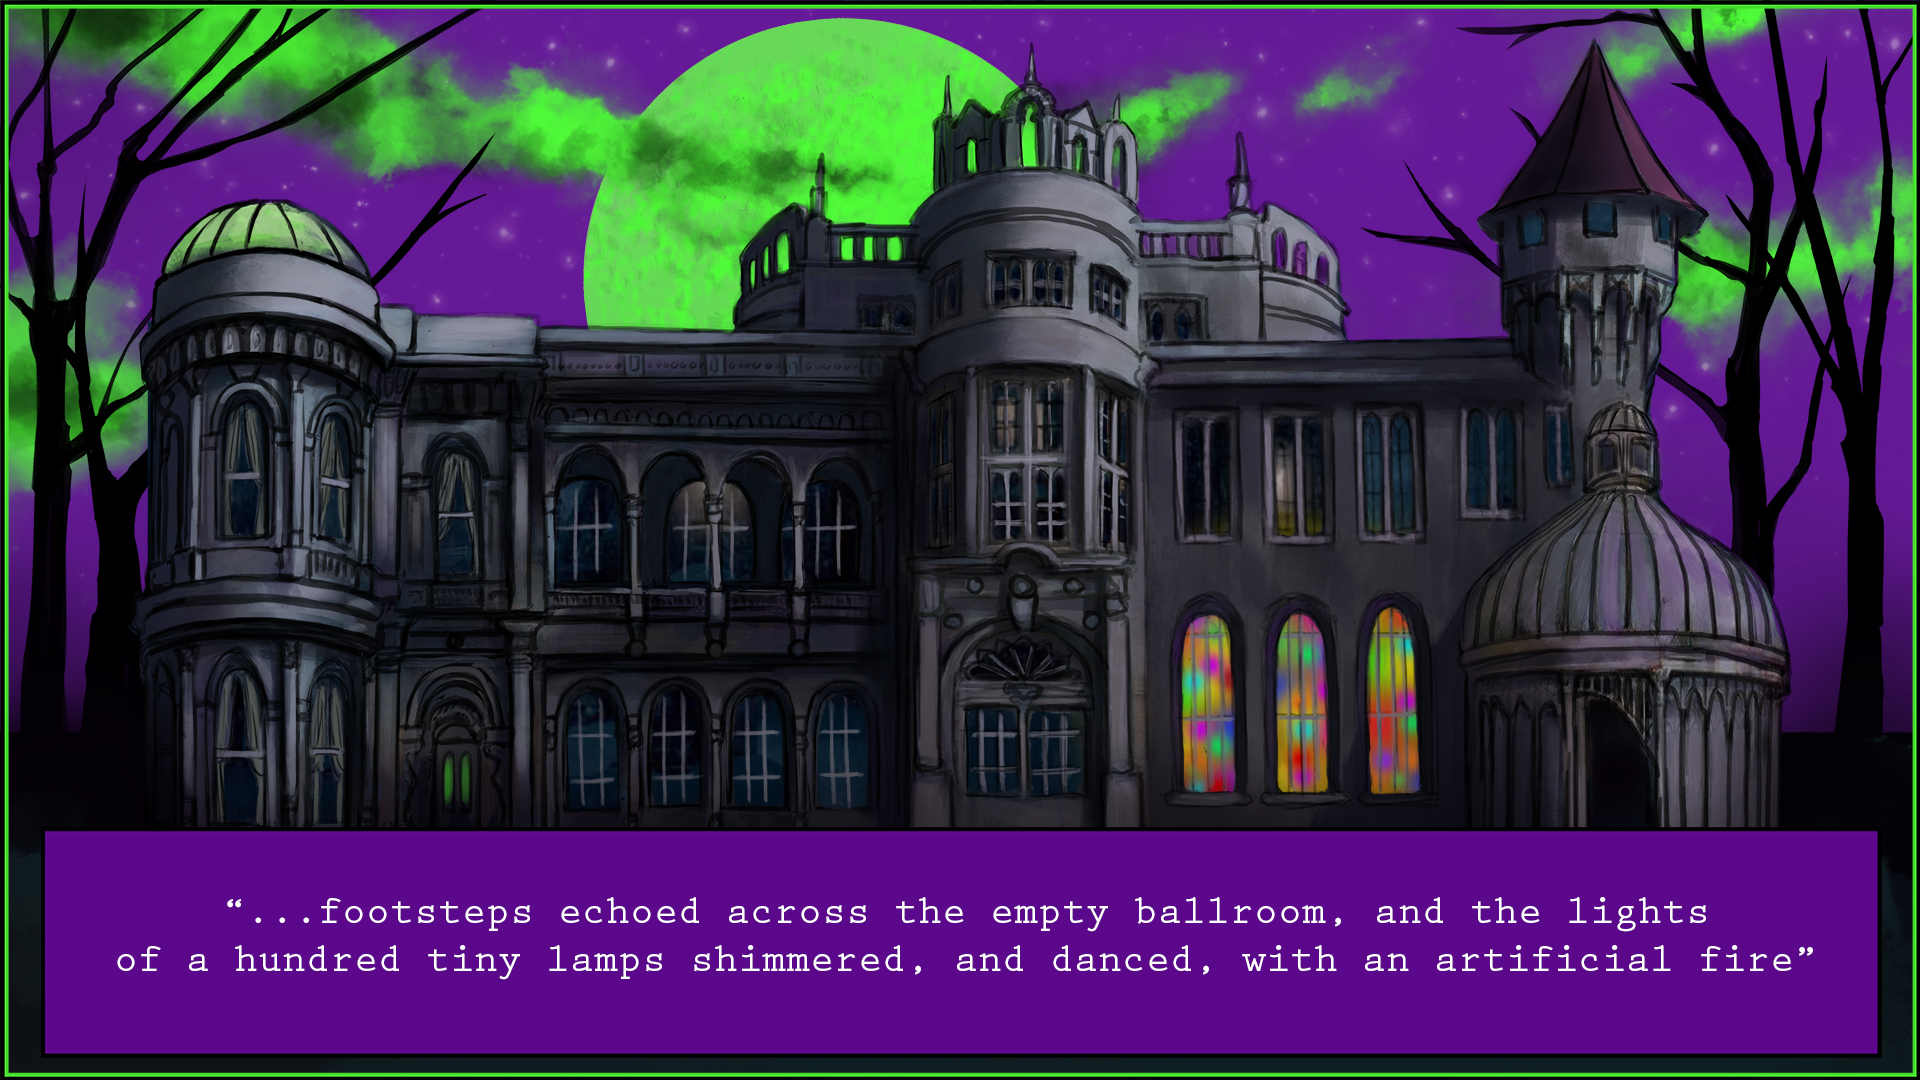 “...footsteps echoed across the empty ballroom, and the lights
of a hundred tiny lamps shimmered, and danced, with an artificial fire”